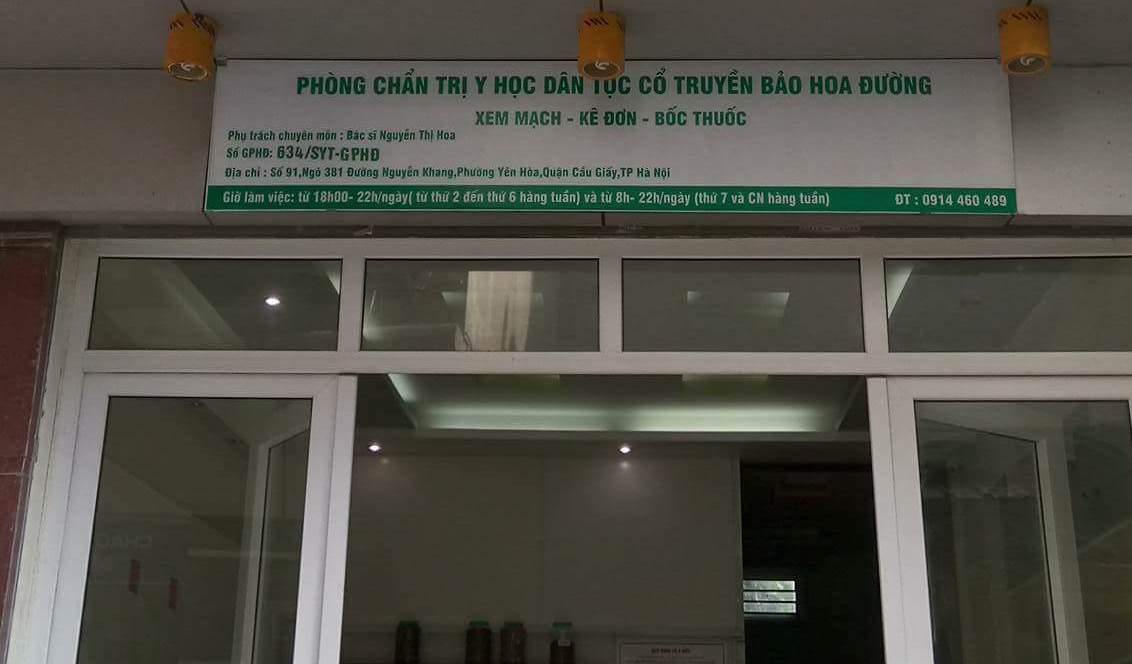 PHÒNG CHẨN TRỊ Y HỌC DÂN TỘC CỔ TRUYỀN BẢO HOA ĐƯỜNG
XEM MẠCH - KÊ ĐƠN - BỐC THUỐC
Phụ trách chuyên môn : Bác sĩ Nguyễn Thị Hoa
Số GPHĐ: 634/SYT-GPHĐ
Địa chỉ : Số 91,Ngõ 381 Đường Nguyễn Khang,Phường Yên Hòa,Quận Cầu Giấy,TP Hà Nội
Giờ làm việc: từ 18h00- 22h/ngày( từ thứ 2 đến thứ 6 hàng tuần) và từ 8h- 22h/ngày (thứ 7 và CN hàng tuần) ĐT : 0914 460 489